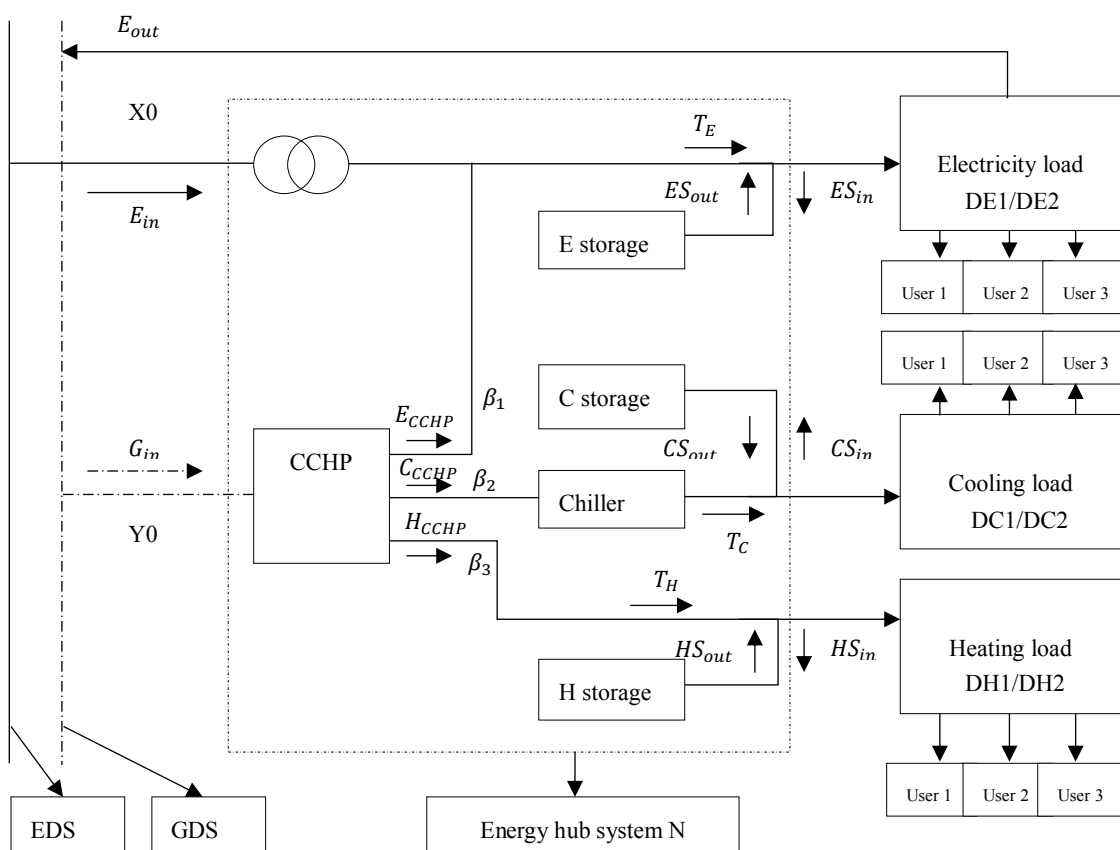 E_out
X0
T_E
Electricity load
DE1/DE2
E_in
ES_out
ES_in
E storage
User 1
User 2
User 3
User 1
User 2
User 3
C storage
β_1
E_CCHP
CCHP
G_in
C_CCHP
β_2
CS_out
CS_in
Chiller
Cooling load
DC1/DC2
Y0
H_CCHP
β_3
T_C
T_H
HS_out
HS_in
Heating load
DH1/DH2
H storage
User 1
User 2
User 3
EDS
GDS
Energy hub system N